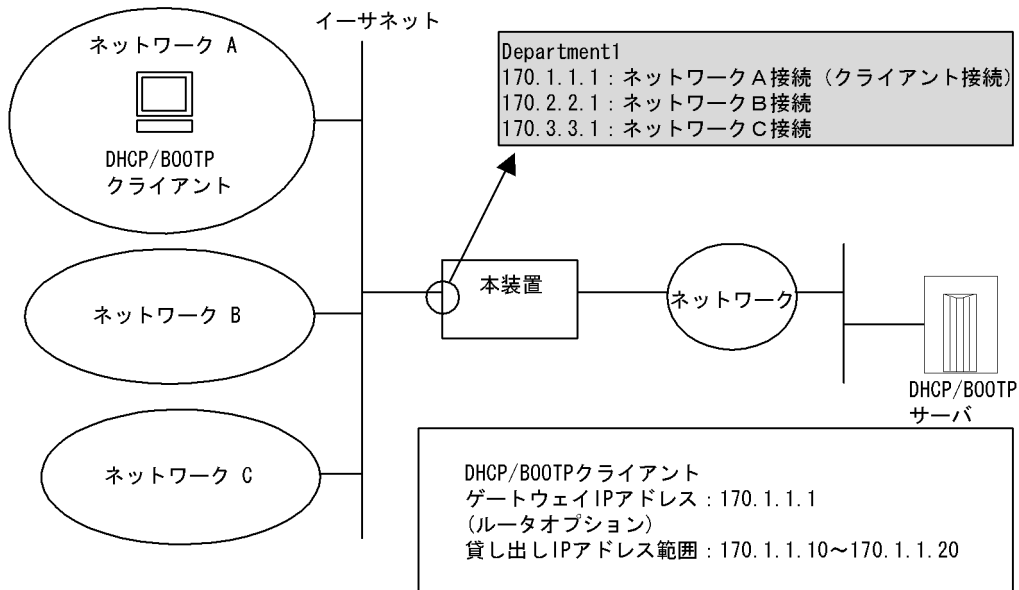 イーサネット
ネットワーク A
DHCP/BOOTP
クライアント
Department1
170.1.1.1：ネットワークＡ接続（クライアント接続）
170.2.2.1：ネットワークＢ接続
170.3.3.1：ネットワークＣ接続
ネットワーク B
本装置
ネットワーク
DHCP/BOOTP
サーバ
ネットワーク C
DHCP/BOOTPクライアント
ゲートウェイIPアドレス：170.1.1.1
(ルータオプション)
貸し出しIPアドレス範囲：170.1.1.10～170.1.1.20